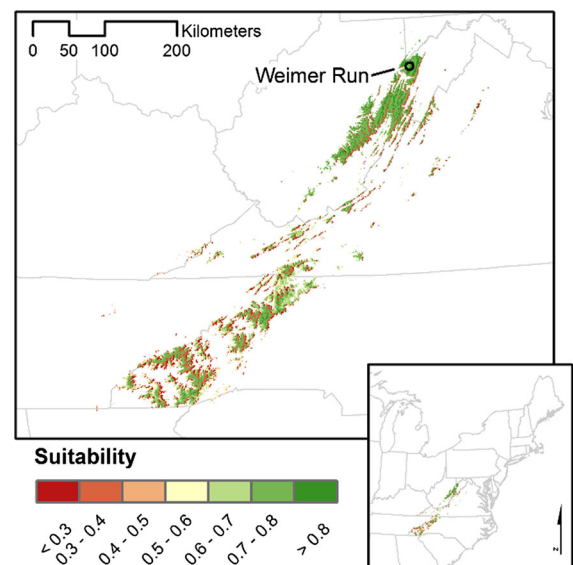 0 50 100 200 Kilometers
Weimer Run
Suitability
< 0.3
0.3 - 0.4
0.4 - 0.5
0.5 - 0.6
0.6 - 0.7
0.7 - 0.8
> 0.8
N